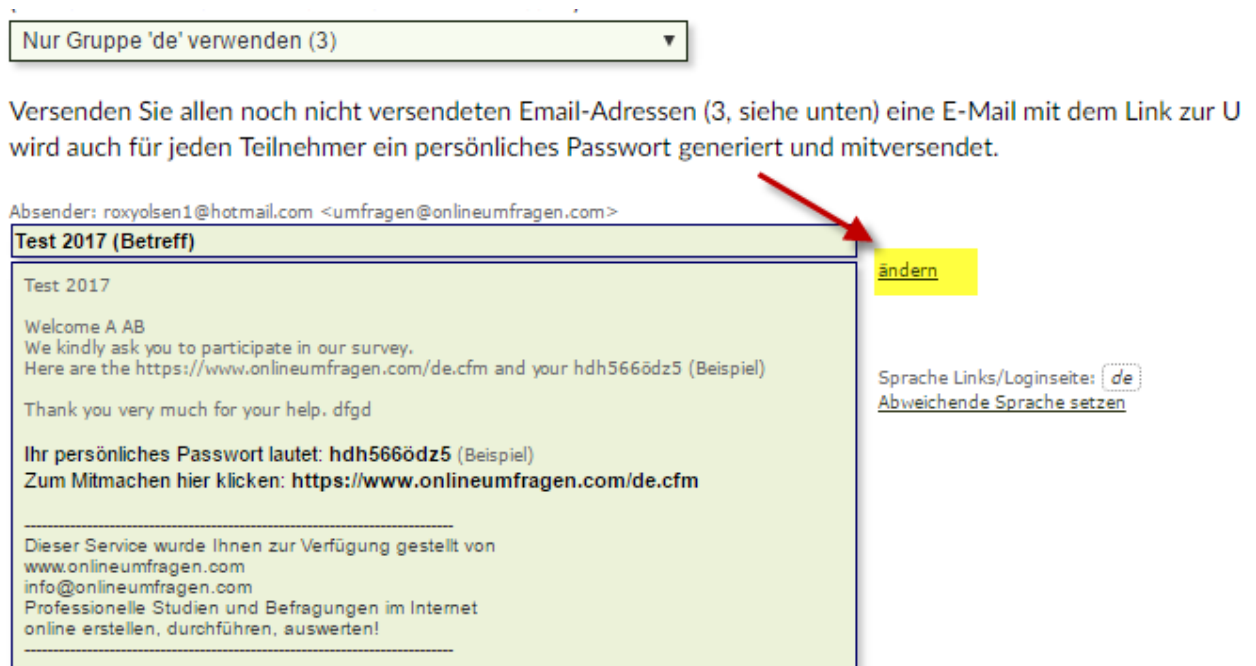 Nur Gruppe 'de' verwenden (3)
Versenden Sie allen noch nicht versendeten Email-Adressen (3, siehe unten) eine E-Mail mit dem Link zur U
wird auch für jeden Teilnehmer ein persönliches Passwort generiert und mitversendet.
Absender: roxyolsen1@hotmail.com <umfragen@onlineumfragen.com>
Test 2017 (Betreff)
ändern
Test 2017
Welcome A AB
We kindly ask you to participate in our survey.
Here are the https://www.onlineumfragen.com/de.cfm and your hdh566ödz5 (Beispiel)
Sprache Links/Loginseite: de
Abweichende Sprache setzen
Thank you very much for your help. dfgd
Ihr persönliches Passwort lautet: hdh566ödz5 (Beispiel)
Zum Mitmachen hier klicken: https://www.onlineumfragen.com/de.cfm
Dieser Service wurde Ihnen zur Verfügung gestellt von
www.onlineumfragen.com
info@onlineumfragen.com
Professionelle Studien und Befragungen im Internet
online erstellen, durchführen, auswerten!